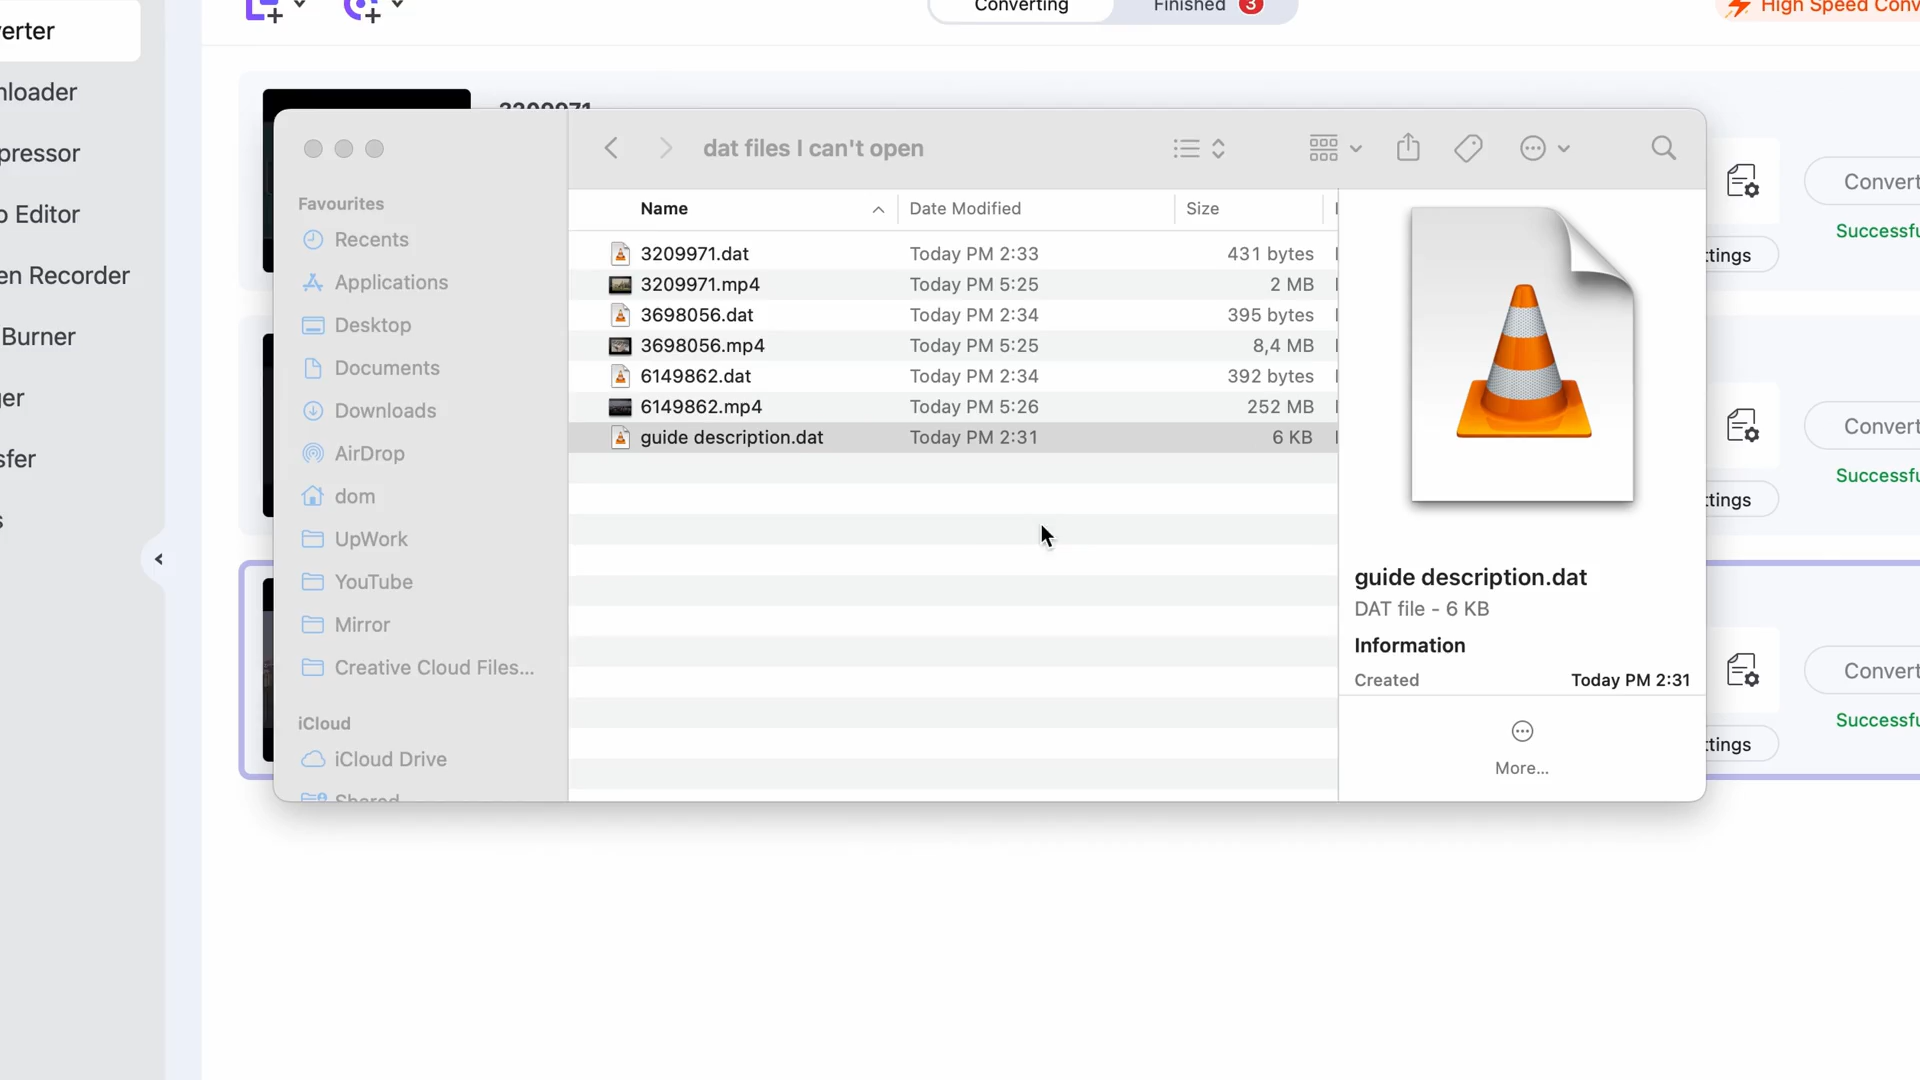 Converting
Finished 3
High Speed Conv
erter
nloader
pressor
o Editor
en Recorder
Burner
ger
sfer
s
3209971
dat files I can't open
Favourites
Recents
Applications
Desktop
Documents
Downloads
AirDrop
dom
UpWork
YouTube
Mirror
Creative Cloud Files...
iCloud
iCloud Drive
Shared
Name Date Modified Size
3209971.dat Today PM 2:33 431 bytes
3209971.mp4 Today PM 5:25 2 MB
3698056.dat Today PM 2:34 395 bytes
3698056.mp4 Today PM 5:25 8,4 MB
6149862.dat Today PM 2:34 392 bytes
6149862.mp4 Today PM 5:26 252 MB
guide description.dat Today PM 2:31 6 KB
guide description.dat
DAT file - 6 KB
Information
Created Today PM 2:31
More...
Convert
Successfu
ttings
Convert
Successfu
ttings
Convert
Successfu
ttings